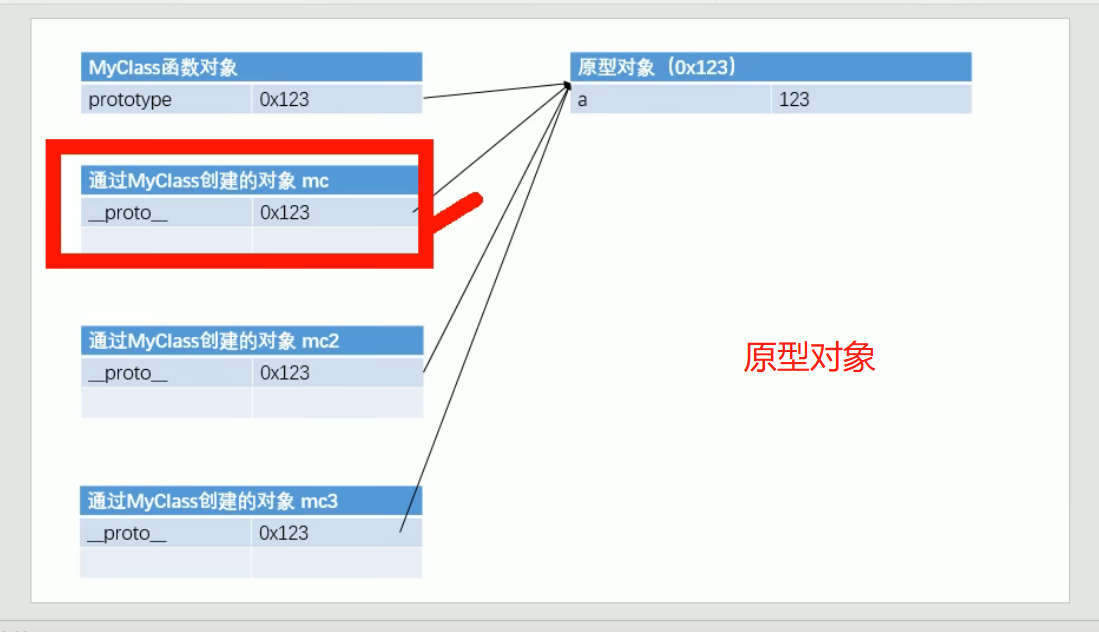 MyClass函数对象
prototype 0x123
原型对象（0x123）
a 123
通过MyClass创建的对象 mc
__proto__ 0x123
通过MyClass创建的对象 mc2
__proto__ 0x123
原型对象
通过MyClass创建的对象 mc3
__proto__ 0x123